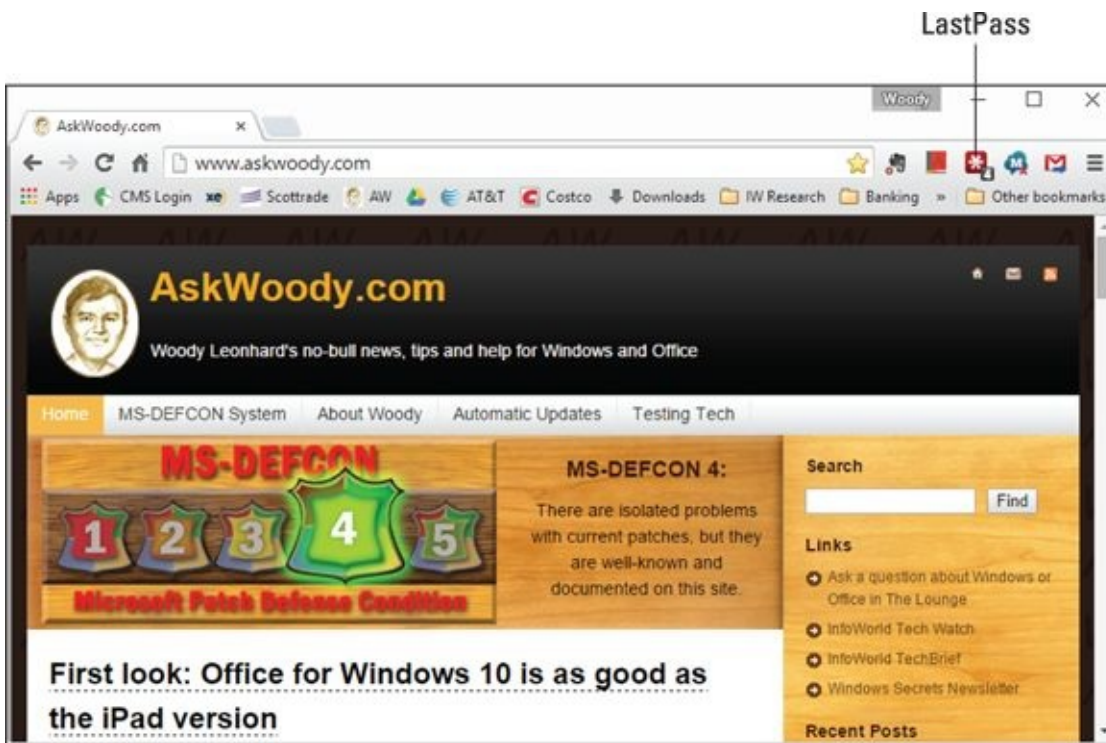 LastPass
Woody
AskWoody.com
www.askwoody.com
Apps CMS Login xe Scottrade AW AT&T Costco Downloads IW Research Banking » Other bookmarks
AskWoody.com
Woody Leonhard's no-bull news, tips and help for Windows and Office
Home MS-DEFCON System About Woody Automatic Updates Testing Tech
MS-DEFCON
1 2 3 4 5
Microsoft Patch Defense Condition
MS-DEFCON 4:
There are isolated problems
with current patches, but they
are well-known and
documented on this site.
Search
Find
Links
Ask a question about Windows or
Office in The Lounge
InfoWorld Tech Watch
InfoWorld TechBrief
Windows Secrets Newsletter
Recent Posts
First look: Office for Windows 10 is as good as
the iPad version